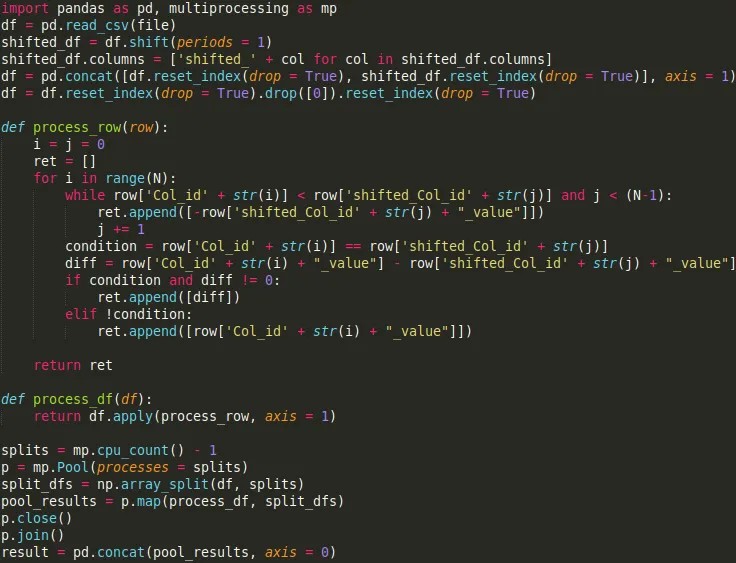 import pandas as pd, multiprocessing as mp
df = pd.read_csv(file)
shifted_df = df.shift(periods = 1)
shifted_df.columns = ['shifted_' + col for col in shifted_df.columns]
df = pd.concat([df.reset_index(drop = True), shifted_df.reset_index(drop = True)], axis = 1)
df = df.reset_index(drop = True).drop([0]).reset_index(drop = True)

def process_row(row):
    i = j = 0
    ret = []
    for i in range(N):
        while row['Col_id' + str(i)] < row['shifted_Col_id' + str(j)] and j < (N-1):
            ret.append([-row['shifted_Col_id' + str(j) + "_value"]])
            j += 1
        condition = row['Col_id' + str(i)] == row['shifted_Col_id' + str(j)]
        diff = row['Col_id' + str(i) + "_value"] - row['shifted_Col_id' + str(j) + "_value"]
        if condition and diff != 0:
            ret.append([diff])
        elif !condition:
            ret.append([row['Col_id' + str(i) + "_value"]])

    return ret

def process_df(df):
    return df.apply(process_row, axis = 1)

splits = mp.cpu_count() - 1
p = mp.Pool(processes = splits)
split_dfs = np.array_split(df, splits)
pool_results = p.map(process_df, split_dfs)
p.close()
p.join()
result = pd.concat(pool_results, axis = 0)